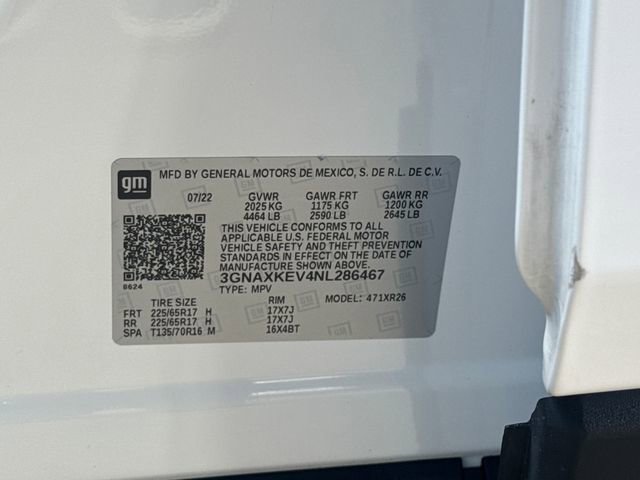 gm
MFD BY GENERAL MOTORS DE MEXICO, S. DE R.L. DE C.V.
07/22 GVWR GAWR FRT GAWR RR
2025 KG 1175 KG 1200 KG
4464 LB 2590 LB 2645 LB
THIS VEHICLE CONFORMS TO ALL
APPLICABLE U.S. FEDERAL MOTOR
VEHICLE SAFETY AND THEFT PREVENTION
STANDARDS IN EFFECT ON THE DATE OF
MANUFACTURE SHOWN ABOVE.
3GNAXKEV4NL286467
8624
TYPE: MPV MODEL: 471XR26
TIRE SIZE RIM
FRT 225/65R17 H 17X7J
RR 225/65R17 H 17X7J
SPA T135/70R16 M 16X4BT